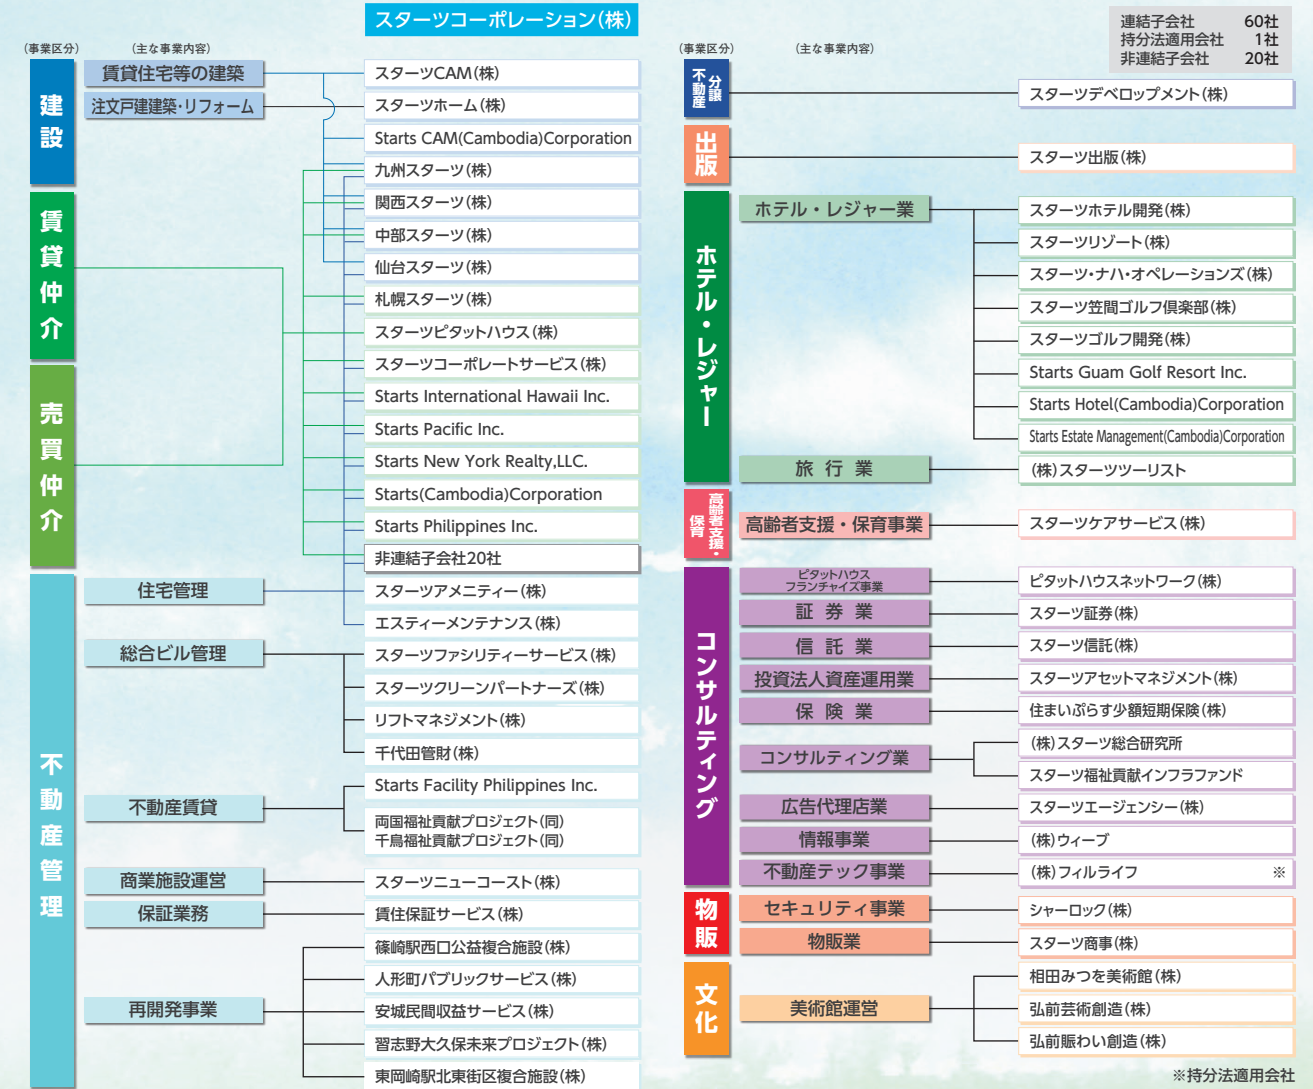 スターツコーポレーション(株)
連結子会社 60社
持分法適用会社 1社
非連結子会社 20社
(事業区分) (主な事業内容)
建設
賃貸住宅等の建築
注文戸建建築・リフォーム
スターツCAM(株)
スターツホーム(株)
Starts CAM(Cambodia)Corporation
九州スターツ(株)
関西スターツ(株)
中部スターツ(株)
仙台スターツ(株)
札幌スターツ(株)
スターツピタットハウス(株)
スターツコーポレートサービス(株)
Starts International Hawaii Inc.
Starts Pacific Inc.
Starts New York Realty,LLC.
Starts(Cambodia)Corporation
Starts Philippines Inc.
非連結子会社20社
賃貸仲介
売買仲介
不動産管理
住宅管理
スターツアメニティー(株)
エスティーメンテナンス(株)
総合ビル管理
スターツファシリティーサービス(株)
スターツクリーンパートナーズ(株)
リフトマネジメント(株)
千代田管財(株)
不動産賃貸
Starts Facility Philippines Inc.
両国福祉貢献プロジェクト(同)
千鳥福祉貢献プロジェクト(同)
商業施設運営
スターツニューコースト(株)
保証業務
賃住保証サービス(株)
再開発事業
篠崎駅西口公益複合施設(株)
人形町パブリックサービス(株)
安城民間収益サービス(株)
習志野大久保未来プロジェクト(株)
東岡崎駅北東街区複合施設(株)
(事業区分) (主な事業内容)
分譲不動産
スターツデベロップメント(株)
出版
スターツ出版(株)
ホテル・レジャー
ホテル・レジャー業
スターツホテル開発(株)
スターツリゾート(株)
スターツ・ナハ・オペレーションズ(株)
スターツ笠間ゴルフ倶楽部(株)
スターツゴルフ開発(株)
Starts Guam Golf Resort Inc.
Starts Hotel(Cambodia)Corporation
Starts Estate Management(Cambodia)Corporation
旅行業
(株)スターツツーリスト
高齢者支援・保育
高齢者支援・保育事業
スターツケアサービス(株)
コンサルティング
ピタットハウス
フランチャイズ事業
ピタットハウスネットワーク(株)
証券業
スターツ証券(株)
信託業
スターツ信託(株)
投資法人資産運用業
スターツアセットマネジメント(株)
保険業
住まいぷらす少額短期保険(株)
コンサルティング業
(株)スターツ総合研究所
スターツ福祉貢献インフラファンド
広告代理店業
スターツエージェンシー(株)
情報事業
(株)ウィーブ
不動産テック事業
(株)フィルライフ ※
物販
セキュリティ事業
シャーロック(株)
物販業
スターツ商事(株)
文化
美術館運営
相田みつを美術館(株)
弘前芸術創造(株)
弘前賑わい創造(株)
※持分法適用会社